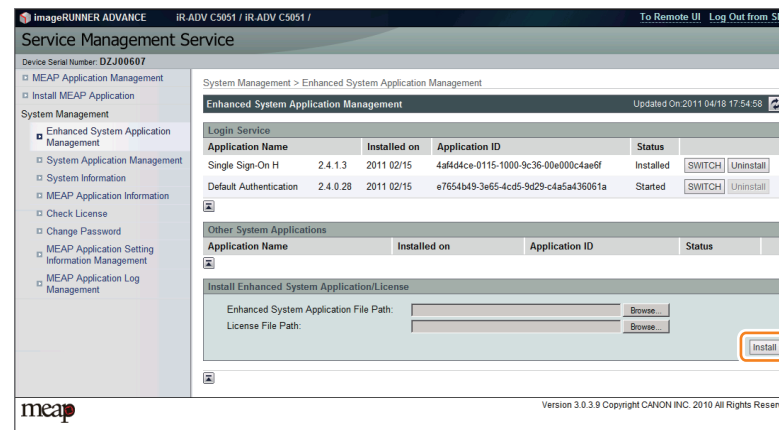 imageRUNNER ADVANCE iR-ADV C5051 / iR-ADV C5051 / To Remote UI Log Out from
Service Management Service
Device Serial Number: DZJ00607
MEAP Application Management
Install MEAP Application
System Management
Enhanced System Application
Management
System Application Management
System Information
MEAP Application Information
Check License
Change Password
MEAP Application Setting
Information Management
MEAP Application Log
Management
System Management > Enhanced System Application Management
Enhanced System Application Management Updated On:2011 04/18 17:54:58
Login Service
Application Name Installed on Application ID Status
Single Sign-On H 2.4.1.3 2011 02/15 4af4d4ce-0115-1000-9c36-00e000c4ae6f Installed SWITCH Uninstall
Default Authentication 2.4.0.28 2011 02/15 e7654b49-3e65-4cd5-9d29-c4a5a436061a Started SWITCH Uninstall
Other System Applications
Application Name Installed on Application ID Status
Install Enhanced System Application/License
Enhanced System Application File Path: Browse...
License File Path: Browse...
Install
meap
Version 3.0.3.9 Copyright CANON INC. 2010 All Rights Reser